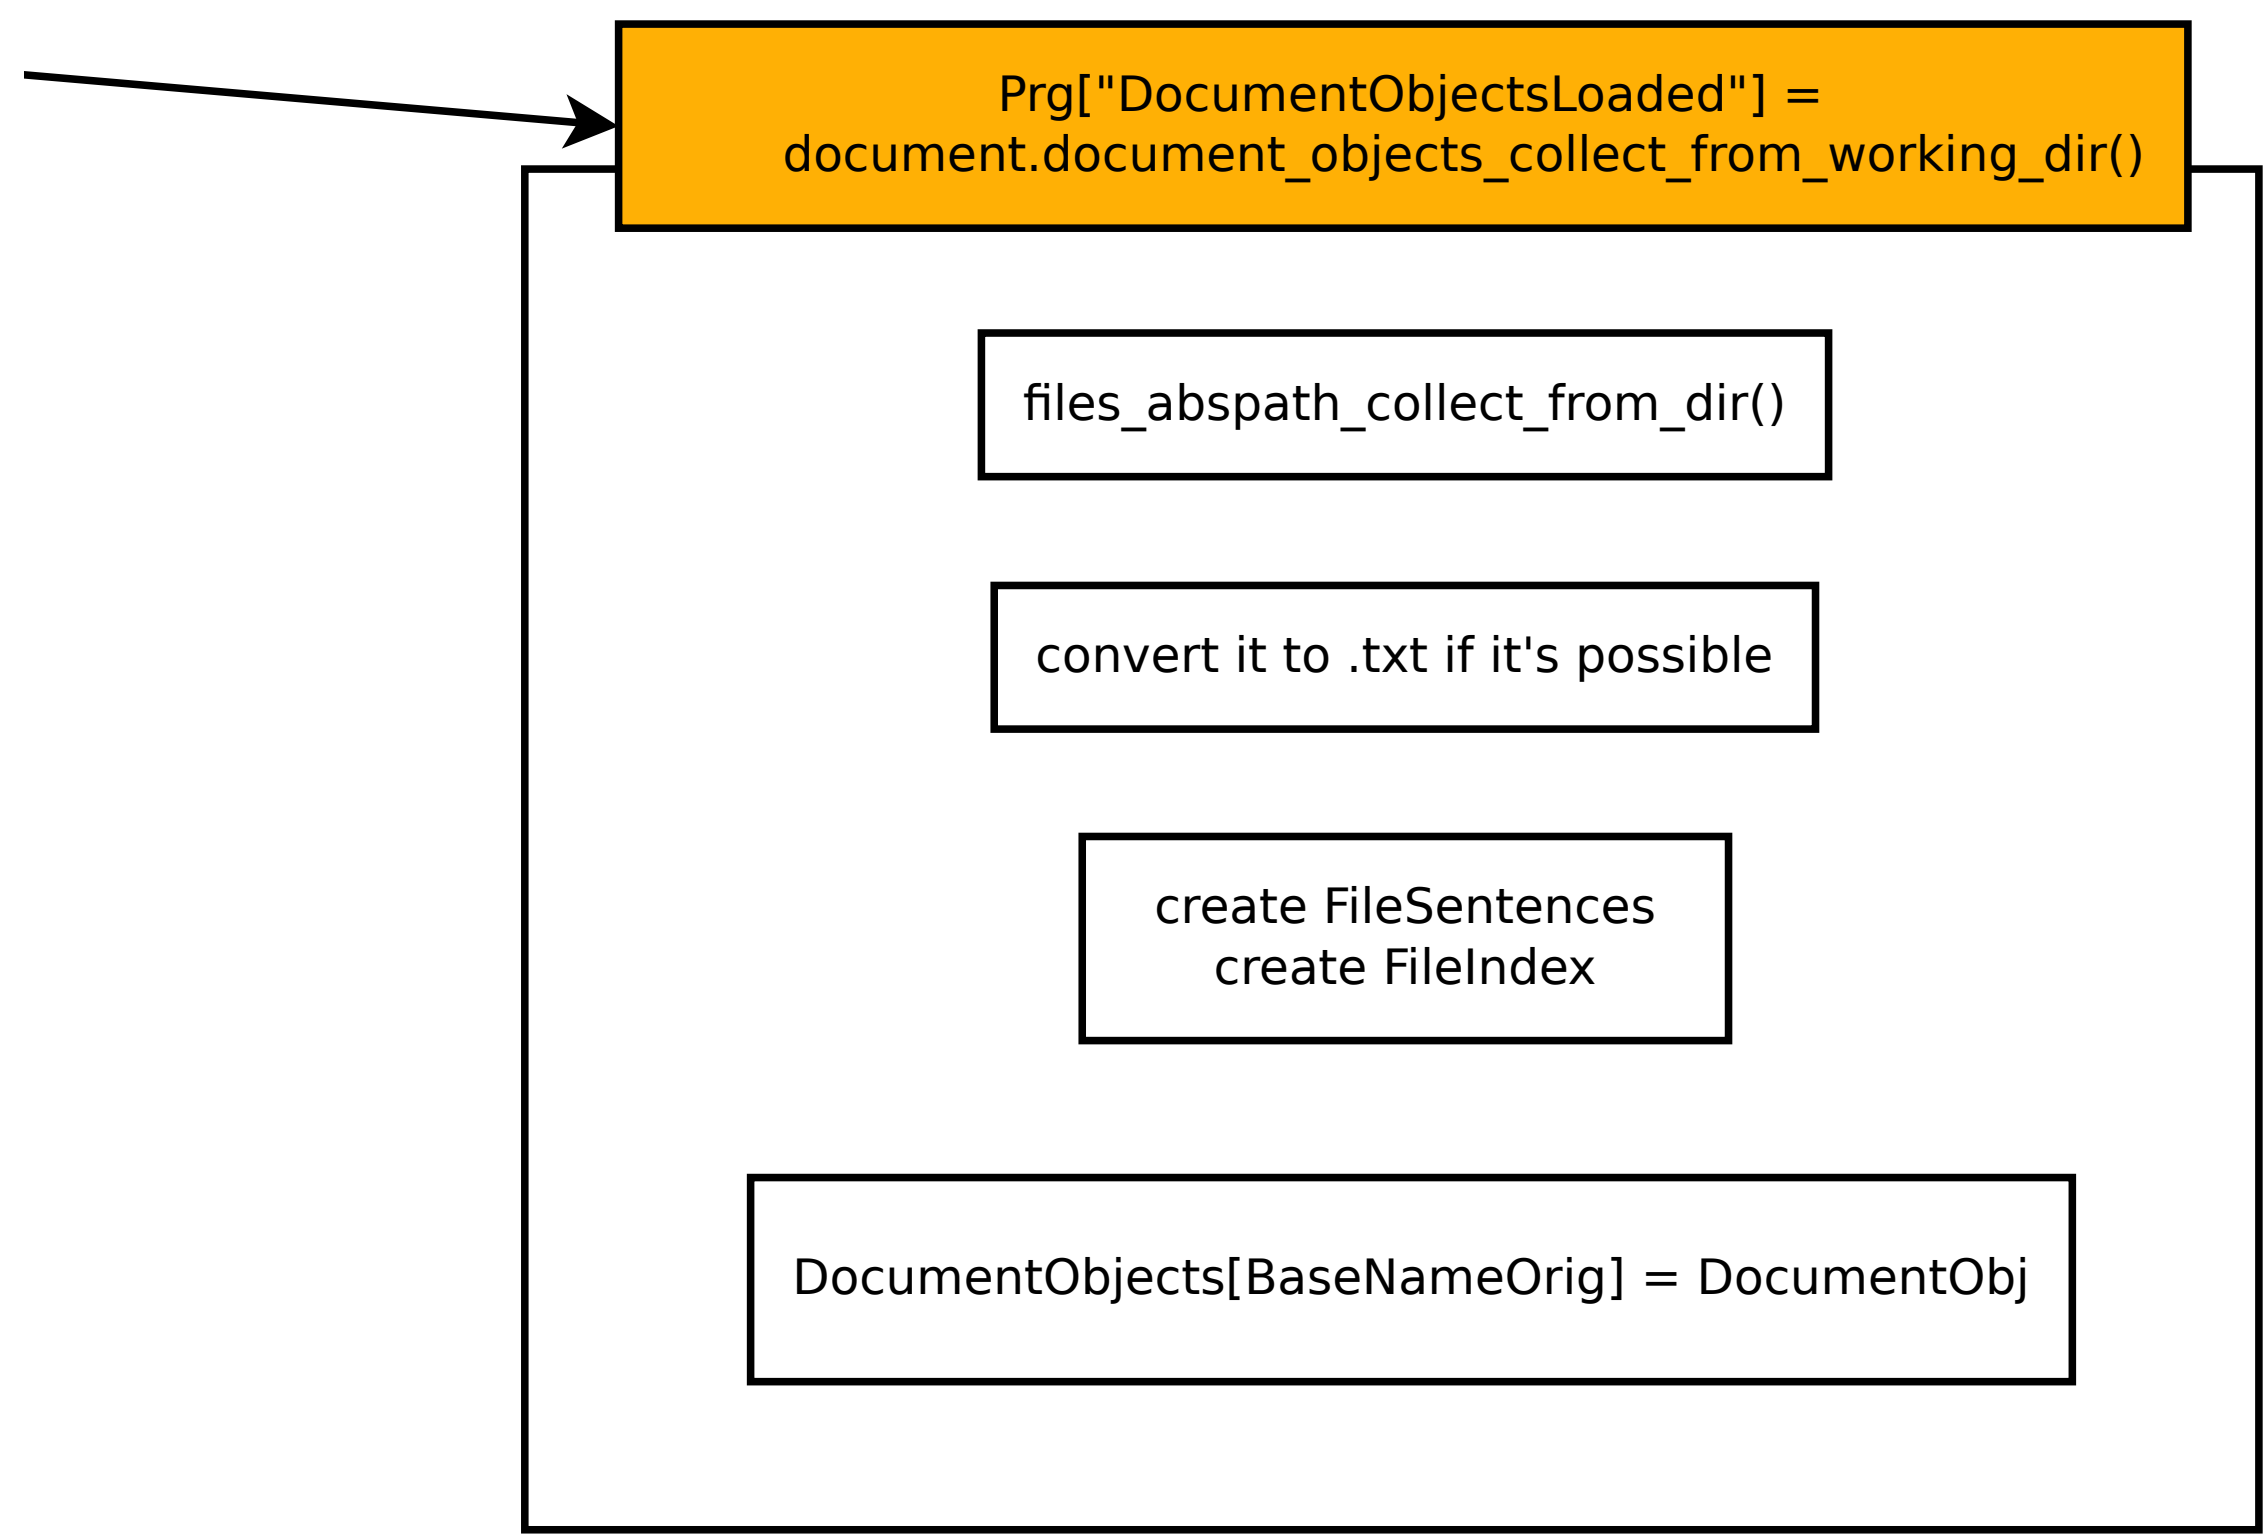 Prg["DocumentObjectsLoaded"] =
document.document_objects_collect_from_working_dir()
files_abspath_collect_from_dir()
convert it to .txt if it's possible
create FileSentences
create FileIndex
DocumentObjects[BaseNameOrig] = DocumentObj